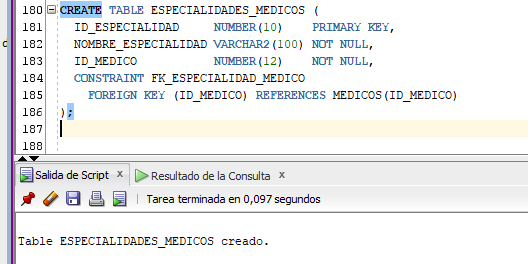 180 CREATE TABLE ESPECIALIDADES_MEDICOS (
181 ID_ESPECIALIDAD NUMBER(10) PRIMARY KEY,
182 NOMBRE_ESPECIALIDAD VARCHAR2(100) NOT NULL,
183 ID_MEDICO NUMBER(12) NOT NULL,
184 CONSTRAINT FK_ESPECIALIDAD_MEDICO
185 FOREIGN KEY (ID_MEDICO) REFERENCES MEDICOS(ID_MEDICO)
186 );
187
188
Salida de Script x Resultado de la Consulta x
Tarea terminada en 0,097 segundos
Table ESPECIALIDADES_MEDICOS creado.